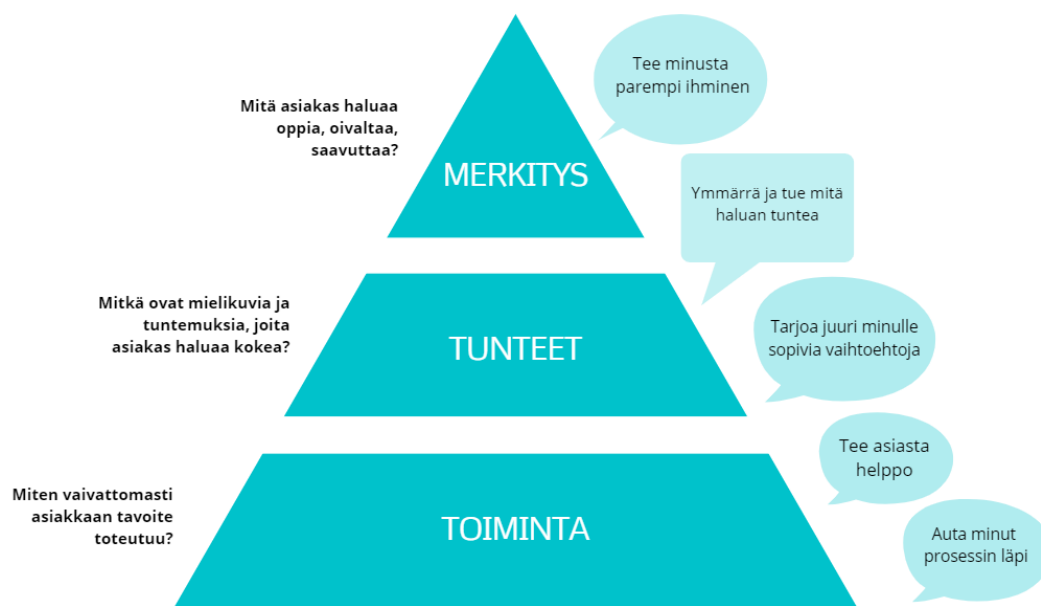 Tee minusta
parempi ihminen
Mitä asiakas haluaa
oppia, oivaltaa,
saavuttaa?
MERKITYS
Ymmärrä ja tue mitä
haluan tuntea
Mitkä ovat mielikuvia ja
tuntemuksia, joita
asiakas haluaa kokea?
TUNTEET
Tarjoa juuri minulle
sopivia vaihtoehtoja
Tee asiasta
helppo
Miten vaivattomasti
asiakkaan tavoite
toteutuu?
TOIMINTA
Auta minut
prosessin läpi